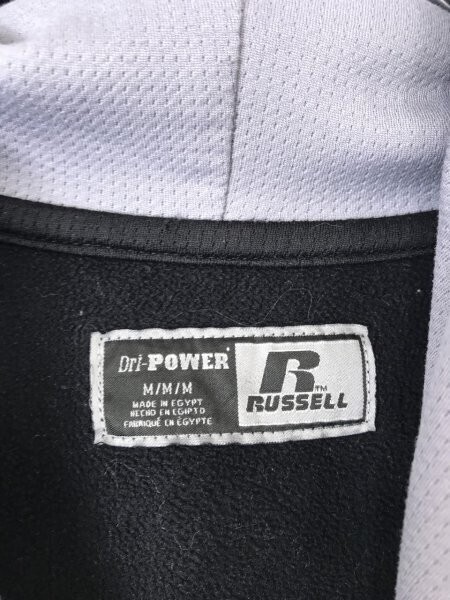 Dri-POWER
M/M/M
MADE IN EGYPT
HECHO EN EGIPTO
FABRIQUÉ EN ÉGYPTE
R
TM
RUSSELL